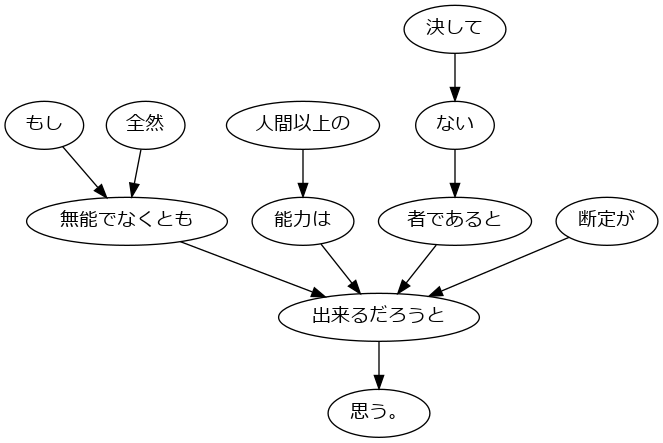 決して
もし
全然
人間以上の
ない
無能でなくとも
能力は
者であると
断定が
出来るだろうと
思う。